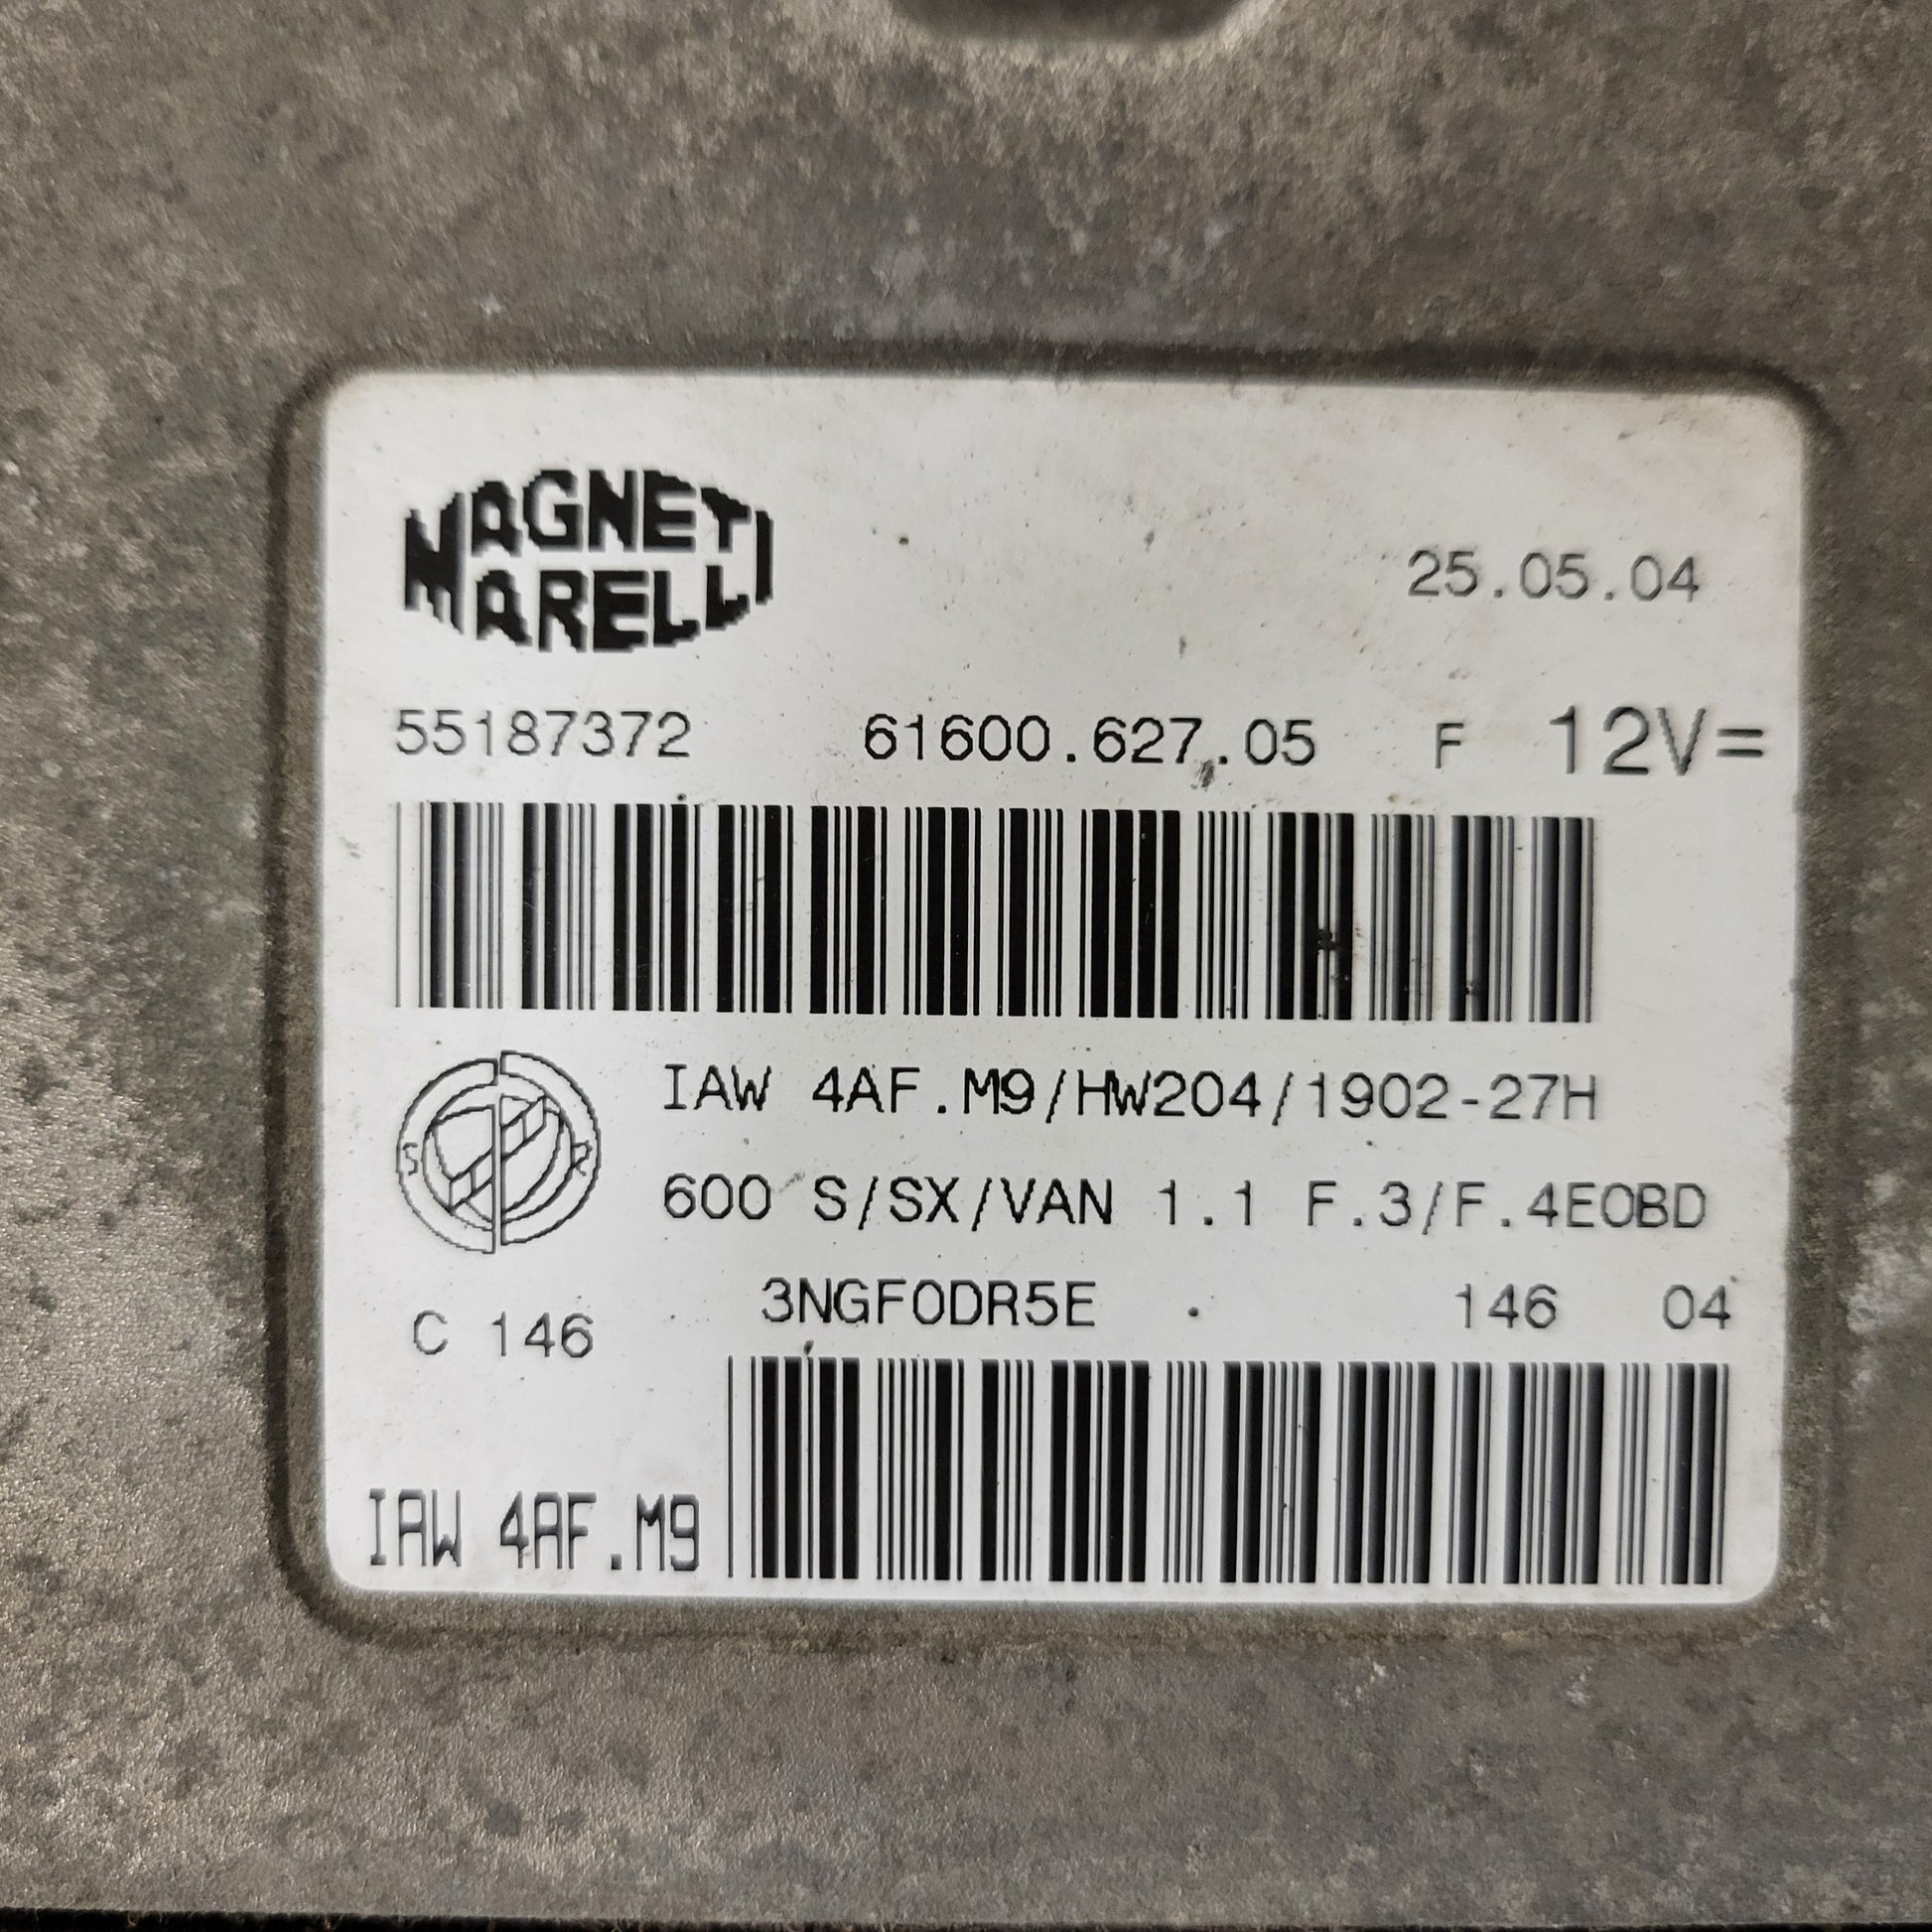 MAGNETI
MARELLI
25.05.04
55187372 61600.627.05 F 12V=
IAW 4AF.M9/HW204/1902-27H
S R
600 S/SX/VAN 1.1 F.3/F.4EOBD
3NGF0DR5E 146 04
C 146
IAW 4AF.M9